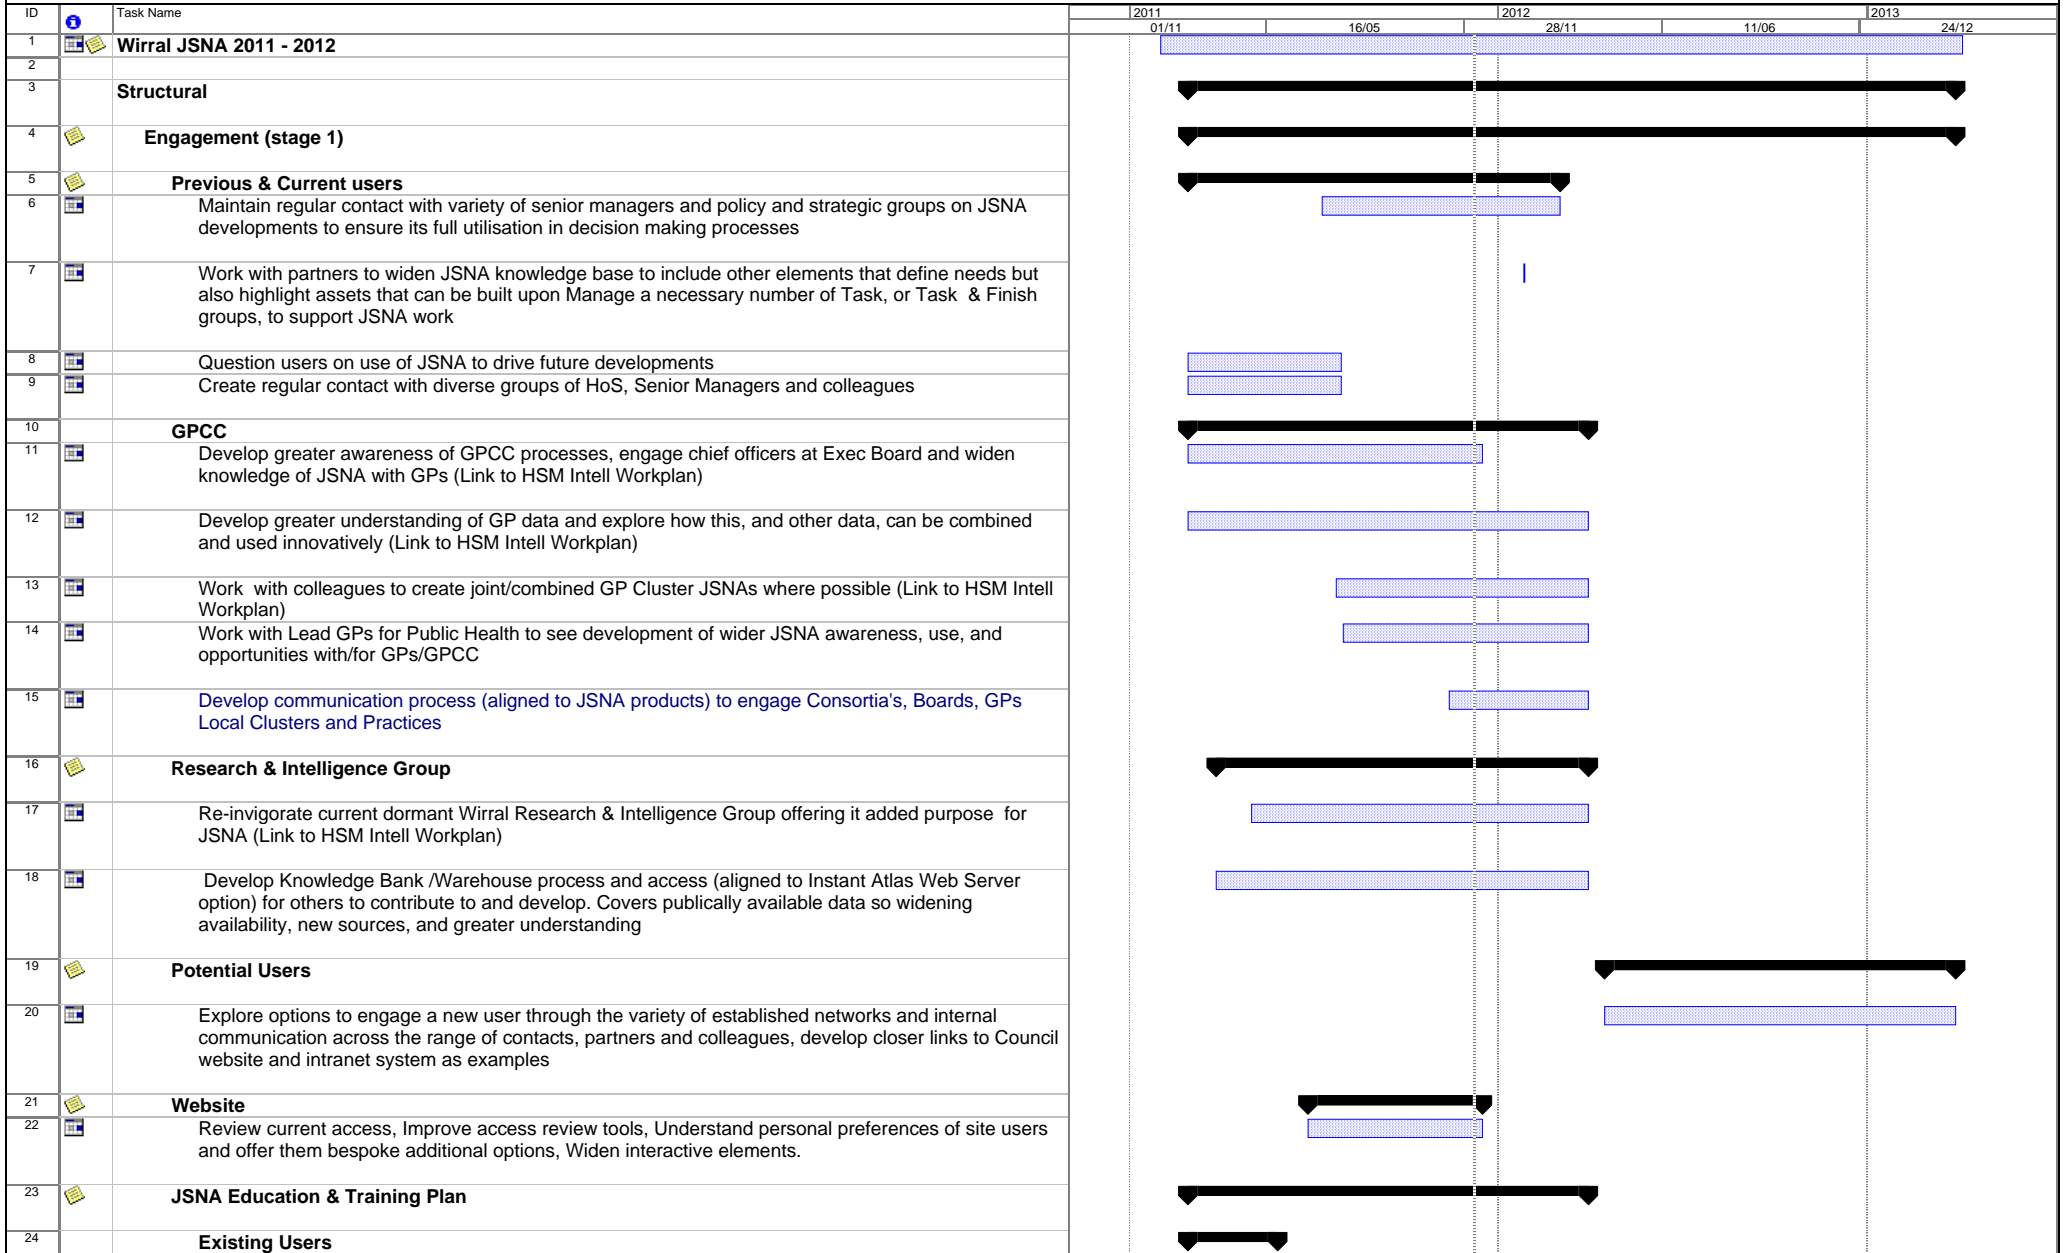 ID Task Name 2011 2012 2013
01/11 16/05 28/11 11/06 24/12
1 Wirral JSNA 2011 - 2012
2
3 Structural
4 Engagement (stage 1)
5 Previous & Current users
6 Maintain regular contact with variety of senior managers and policy and strategic groups on JSNA
developments to ensure its full utilisation in decision making processes
7 Work with partners to widen JSNA knowledge base to include other elements that define needs but
also highlight assets that can be built upon Manage a necessary number of Task, or Task & Finish
groups, to support JSNA work
8 Question users on use of JSNA to drive future developments
9 Create regular contact with diverse groups of HoS, Senior Managers and colleagues
10 GPCC
11 Develop greater awareness of GPCC processes, engage chief officers at Exec Board and widen
knowledge of JSNA with GPs (Link to HSM Intell Workplan)
12 Develop greater understanding of GP data and explore how this, and other data, can be combined
and used innovatively (Link to HSM Intell Workplan)
13 Work with colleagues to create joint/combined GP Cluster JSNAs where possible (Link to HSM Intell
Workplan)
14 Work with Lead GPs for Public Health to see development of wider JSNA awareness, use, and
opportunities with/for GPs/GPCC
15 Develop communication process (aligned to JSNA products) to engage Consortia's, Boards, GPs
Local Clusters and Practices
16 Research & Intelligence Group
17 Re-invigorate current dormant Wirral Research & Intelligence Group offering it added purpose for
JSNA (Link to HSM Intell Workplan)
18 Develop Knowledge Bank /Warehouse process and access (aligned to Instant Atlas Web Server
option) for others to contribute to and develop. Covers publically available data so widening
availability, new sources, and greater understanding
19 Potential Users
20 Explore options to engage a new user through the variety of established networks and internal
communication across the range of contacts, partners and colleagues, develop closer links to Council
website and intranet system as examples
21 Website
22 Review current access, Improve access review tools, Understand personal preferences of site users
and offer them bespoke additional options, Widen interactive elements.
23 JSNA Education & Training Plan
24 Existing Users